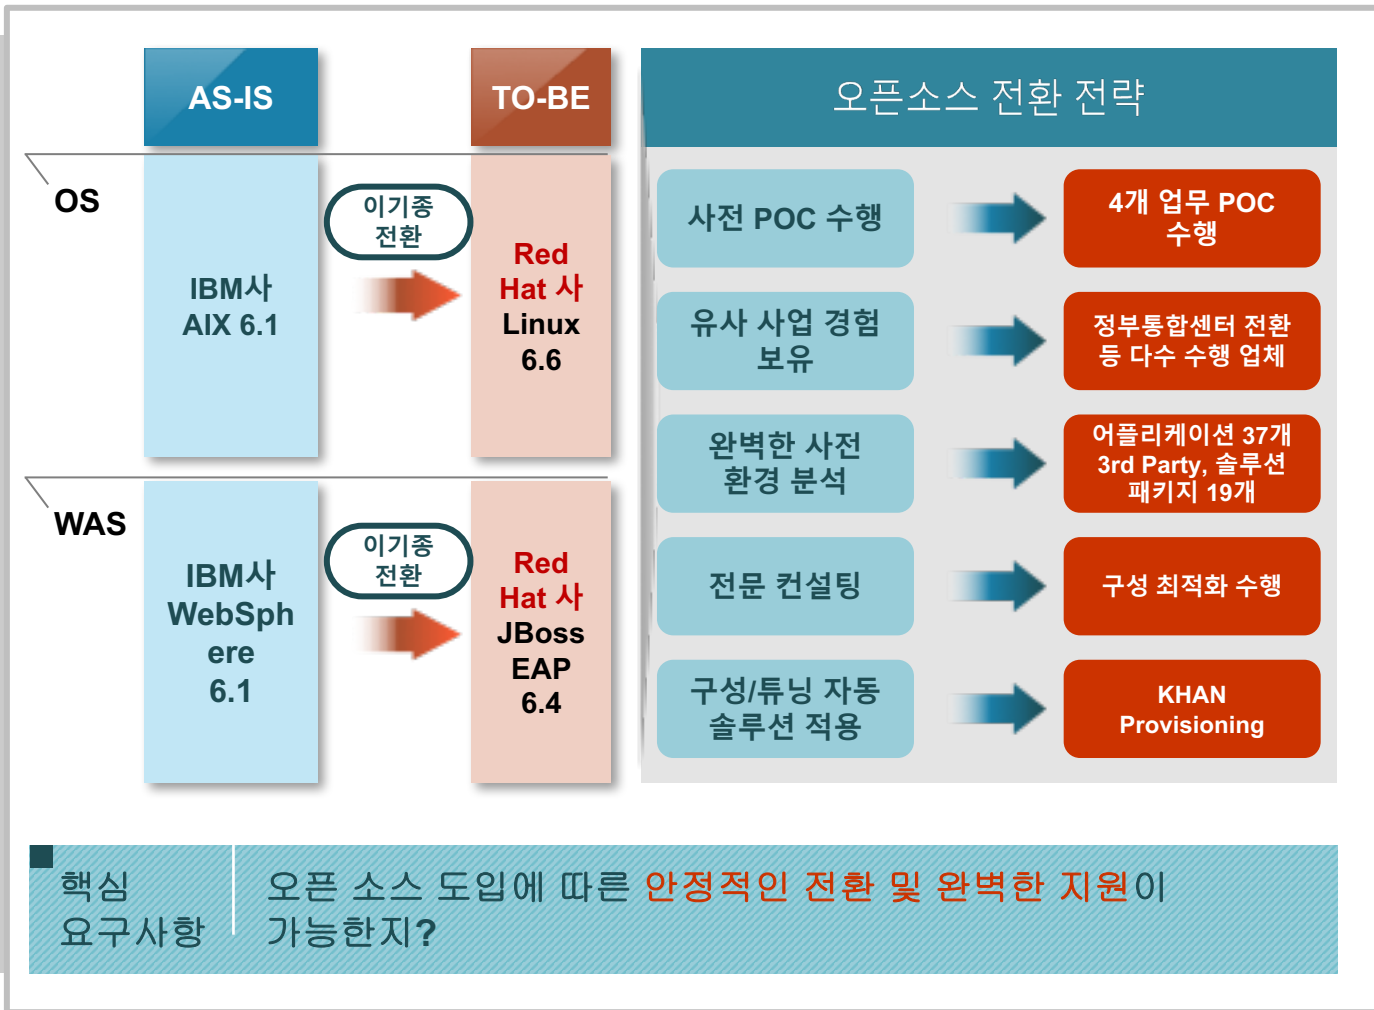 AS-IS
TO-BE
OS
IBM사
AIX 6.1
이기종
전환
Red
Hat 사
Linux
6.6
WAS
IBM사
WebSph
ere
6.1
이기종
전환
Red
Hat 사
JBoss
EAP
6.4
오픈소스 전환 전략
사전 POC 수행
4개 업무 POC
수행
유사 사업 경험
보유
정부통합센터 전환
등 다수 수행 업체
완벽한 사전
환경 분석
어플리케이션 37개
3rd Party, 솔루션
패키지 19개
전문 컨설팅
구성 최적화 수행
구성/튜닝 자동
솔루션 적용
KHAN
Provisioning
핵심
요구사항
오픈 소스 도입에 따른 안정적인 전환 및 완벽한 지원이
가능한지?